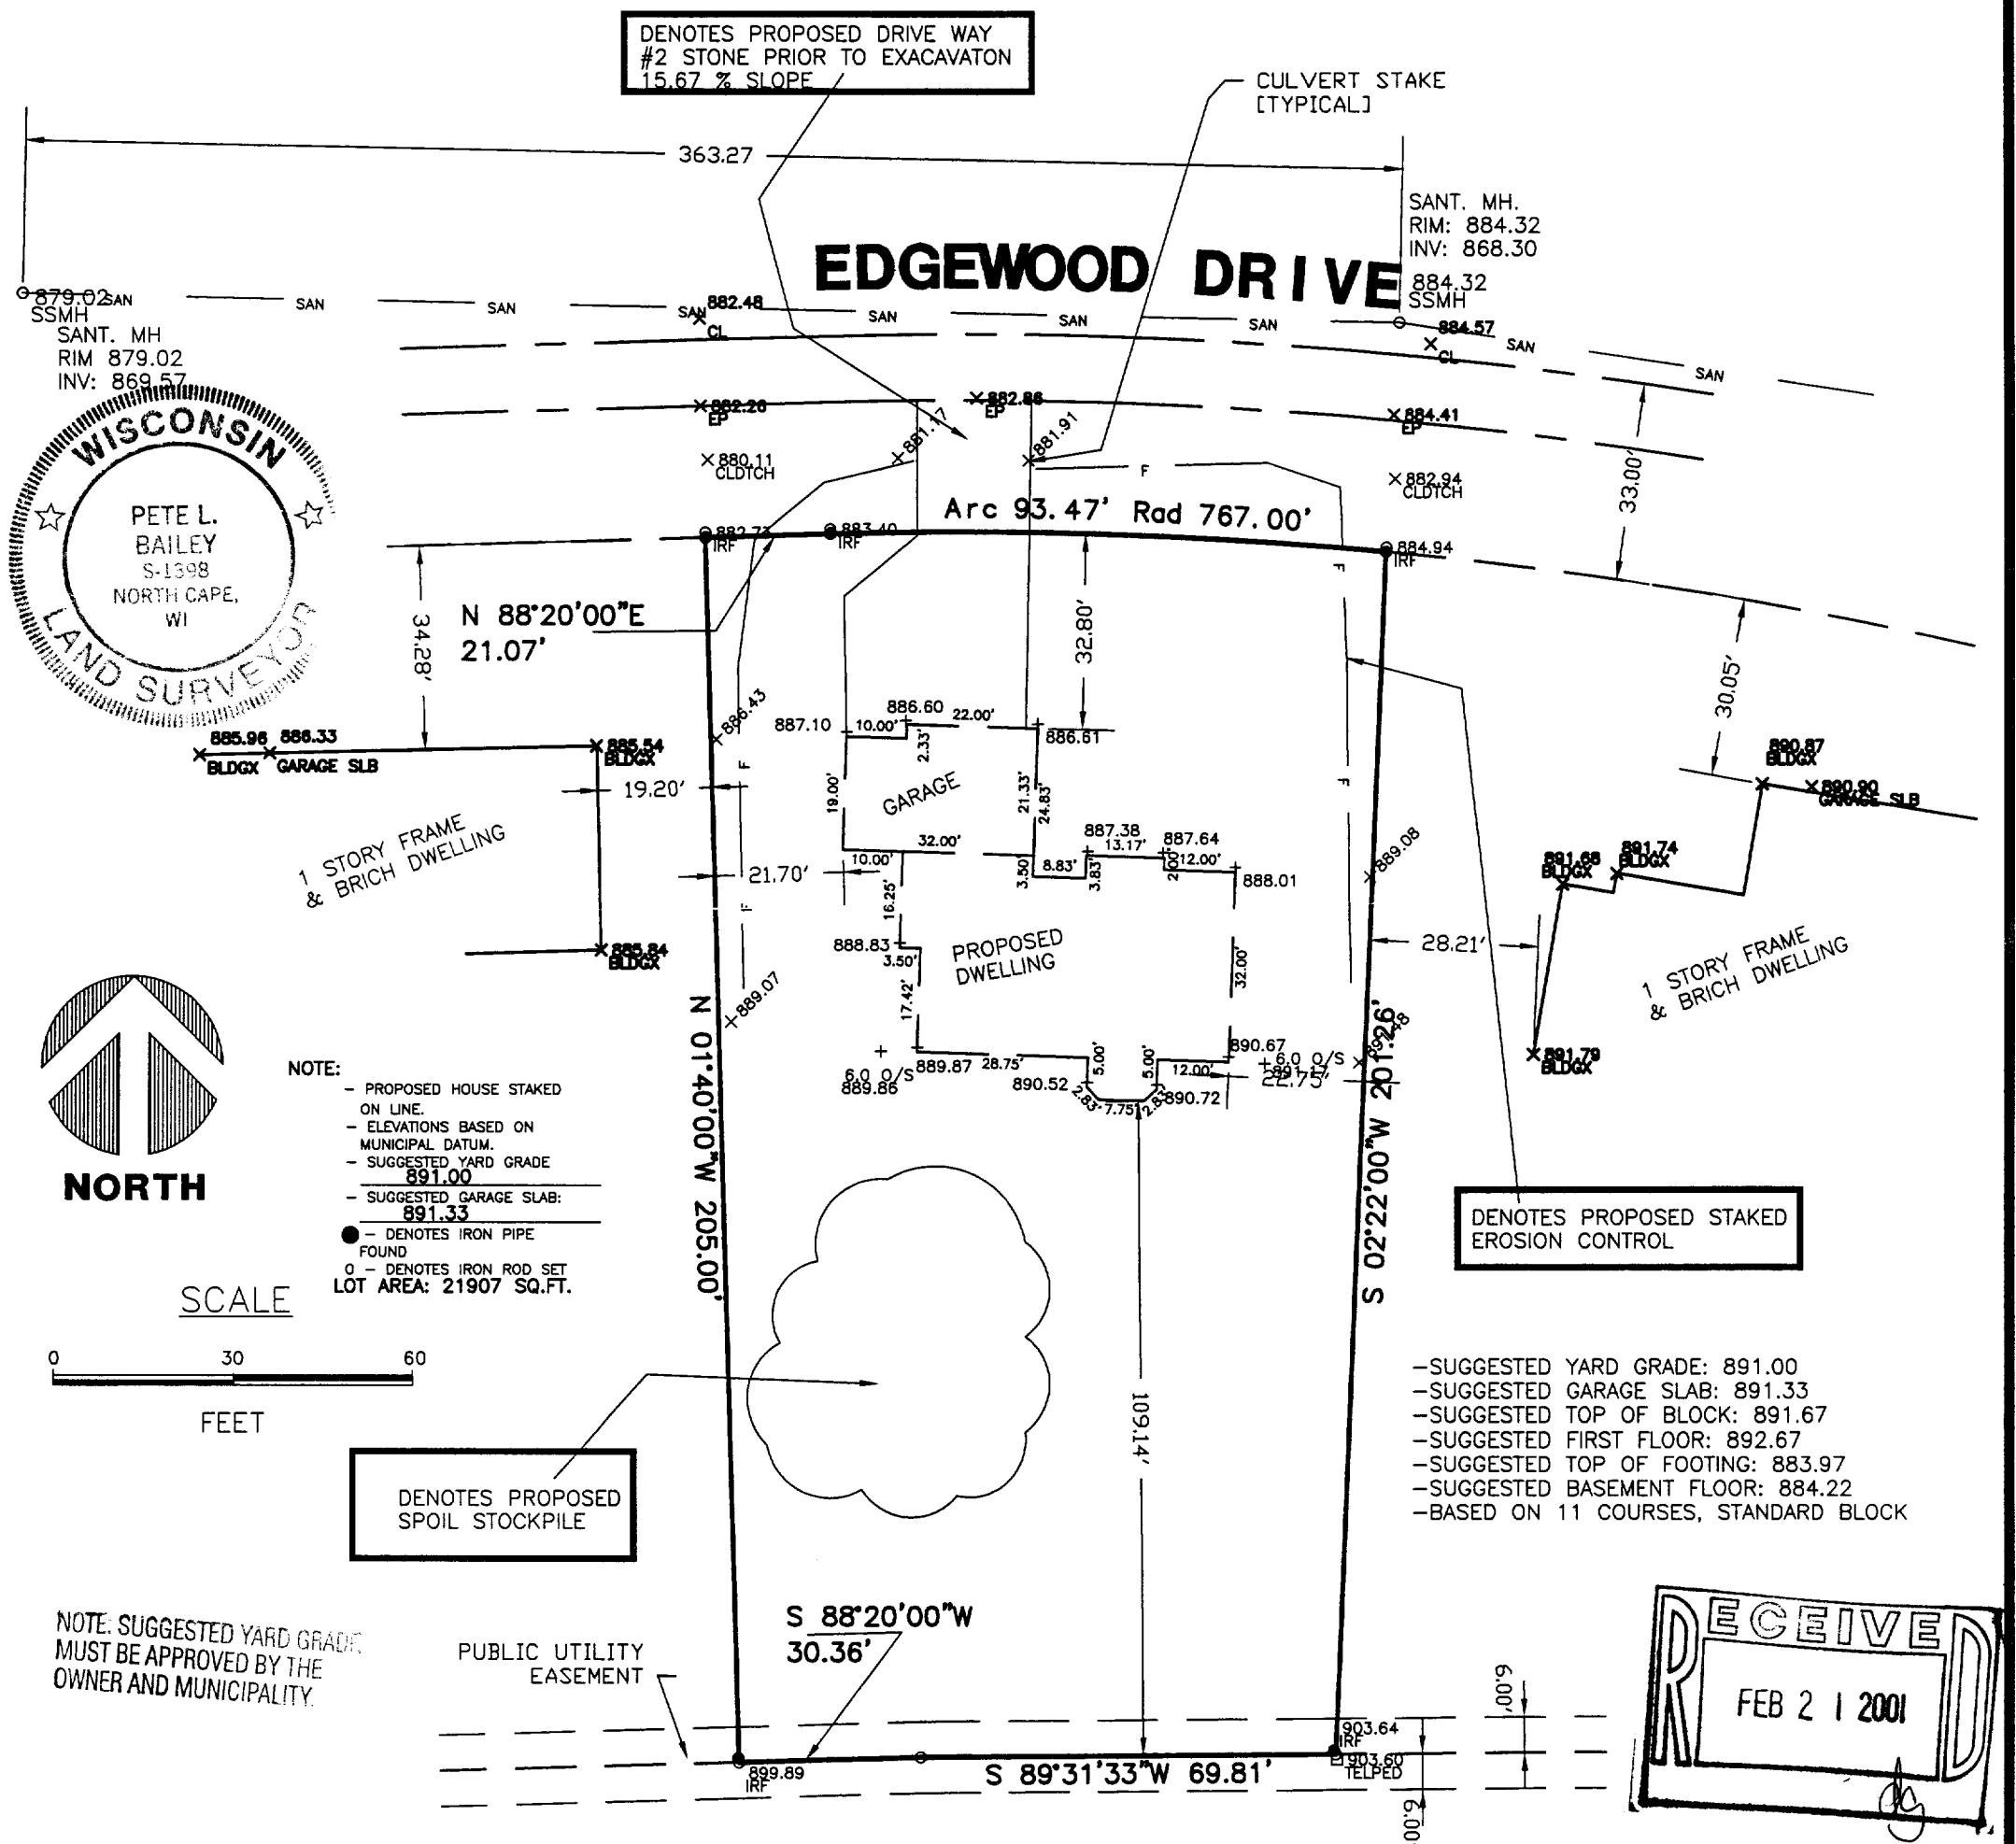 DENOTES PROPOSED DRIVE WAY
#2 STONE PRIOR TO EXACAVATON
15.67 % SLOPE
CULVERT STAKE
[TYPICAL]
363.27
SANT. MH.
RIM: 884.32
INV: 868.30
884.32
SSMH
EDGEWOOD DRIVE
879.02
SSMH
SANT. MH
RIM 879.02
INV: 869.57
SAN
SAN
SAN
SAN
SAN
SAN
SAN
SAN
SAN
SAN
882.48
CL
884.57
CL
882.26
EP
882.86
EP
884.41
EP
880.11
CLDTCH
881.17
881.91
882.94
CLDTCH
33.00'
F
Arc 93.47' Rad 767.00'
882.73
IRF
883.40
IRF
884.94
IRF
WISCONSIN
PETE L.
BAILEY
S-1398
NORTH CAPE,
WI
LAND SURVEYOR
N 88°20'00"E
21.07'
34.28'
32.80'
30.05'
F
F
F
F
886.43
887.10
10.00'
886.60
22.00'
2.33'
886.61
885.96
BLDGX
886.33
GARAGE SLB
885.54
BLDGX
19.20'
890.87
BLDGX
890.90
GARAGE SLB
19.00'
GARAGE
21.33'
24.83'
32.00'
10.00'
887.38
13.17'
887.64
12.00'
2.00'
8.83'
3.83'
3.50'
888.01
889.08
891.68
BLDGX
891.74
BLDGX
1 STORY FRAME
& BRICH DWELLING
21.70'
16.25'
888.83
3.50'
PROPOSED
DWELLING
32.00'
28.21'
1 STORY FRAME
& BRICH DWELLING
885.84
BLDGX
889.07
17.42'
889.87
28.75'
6.0 O/S
889.86
5.00'
5.00'
890.52
2.83'
7.75'
2.83'
890.72
12.00'
890.67
6.0 O/S
891.17
22.75'
891.79
BLDGX
N 01°40'00"W 205.00'
S 02°22'00"W 201.26'
NORTH
NOTE:
- PROPOSED HOUSE STAKED
ON LINE.
- ELEVATIONS BASED ON
MUNICIPAL DATUM.
- SUGGESTED YARD GRADE
891.00
- SUGGESTED GARAGE SLAB:
891.33
- DENOTES IRON PIPE
FOUND
O - DENOTES IRON ROD SET
LOT AREA: 21907 SQ.FT.
SCALE
0 30 60
FEET
DENOTES PROPOSED STAKED
EROSION CONTROL
109.14'
-SUGGESTED YARD GRADE: 891.00
-SUGGESTED GARAGE SLAB: 891.33
-SUGGESTED TOP OF BLOCK: 891.67
-SUGGESTED FIRST FLOOR: 892.67
-SUGGESTED TOP OF FOOTING: 883.97
-SUGGESTED BASEMENT FLOOR: 884.22
-BASED ON 11 COURSES, STANDARD BLOCK
DENOTES PROPOSED
SPOIL STOCKPILE
NOTE: SUGGESTED YARD GRADE
MUST BE APPROVED BY THE
OWNER AND MUNICIPALITY.
PUBLIC UTILITY
EASEMENT
S 88°20'00"W
30.36'
899.89
IRF
S 89°31'33"W 69.81'
903.64
IRF
903.60
TELPED
6.00'
6.00
RECEIVED
FEB 21 2001